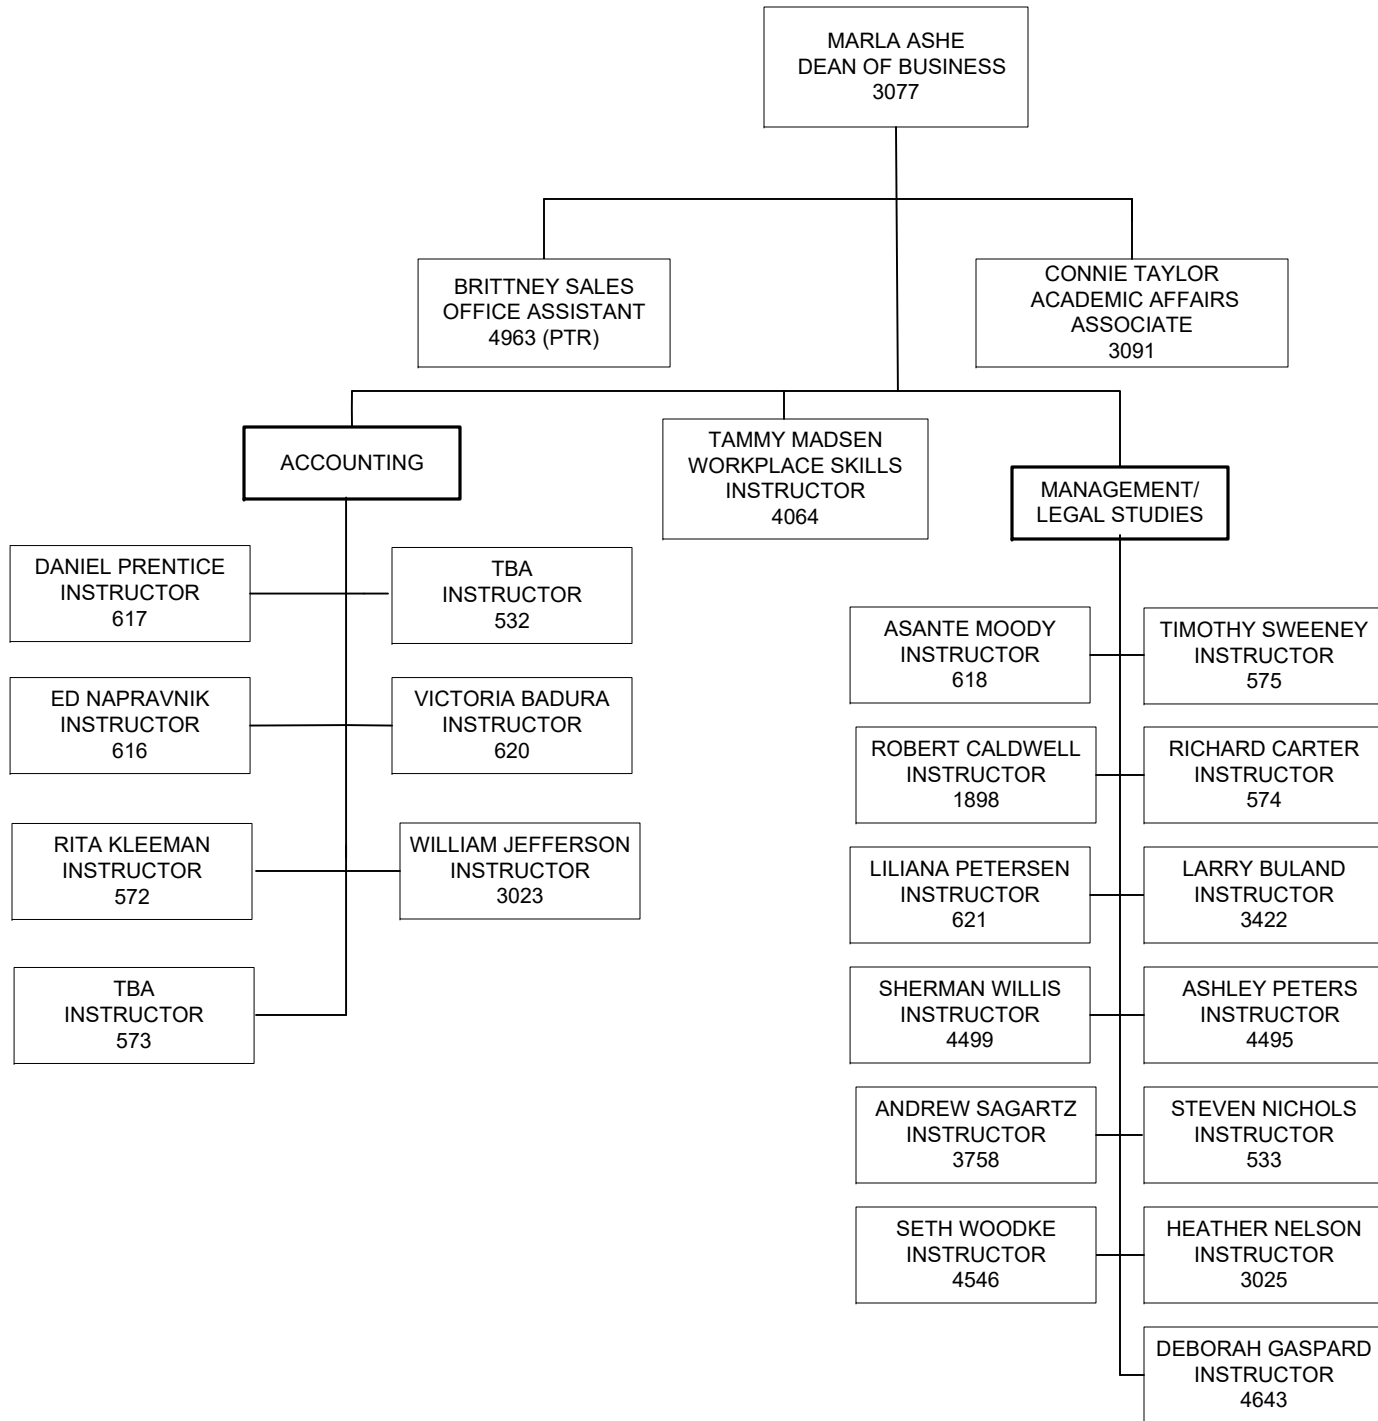 MARLA ASHE
DEAN OF BUSINESS
3077
BRITTNEY SALES
OFFICE ASSISTANT
4963 (PTR)
CONNIE TAYLOR
ACADEMIC AFFAIRS
ASSOCIATE
3091
ACCOUNTING
TAMMY MADSEN
WORKPLACE SKILLS
INSTRUCTOR
4064
MANAGEMENT/
LEGAL STUDIES
DANIEL PRENTICE
INSTRUCTOR
617
TBA
INSTRUCTOR
532
ED NAPRAVNIK
INSTRUCTOR
616
VICTORIA BADURA
INSTRUCTOR
620
RITA KLEEMAN
INSTRUCTOR
572
WILLIAM JEFFERSON
INSTRUCTOR
3023
TBA
INSTRUCTOR
573
ASANTE MOODY
INSTRUCTOR
618
TIMOTHY SWEENEY
INSTRUCTOR
575
ROBERT CALDWELL
INSTRUCTOR
1898
RICHARD CARTER
INSTRUCTOR
574
LILIANA PETERSEN
INSTRUCTOR
621
LARRY BULAND
INSTRUCTOR
3422
SHERMAN WILLIS
INSTRUCTOR
4499
ASHLEY PETERS
INSTRUCTOR
4495
ANDREW SAGARTZ
INSTRUCTOR
3758
STEVEN NICHOLS
INSTRUCTOR
533
SETH WOODKE
INSTRUCTOR
4546
HEATHER NELSON
INSTRUCTOR
3025
DEBORAH GASPARD
INSTRUCTOR
4643